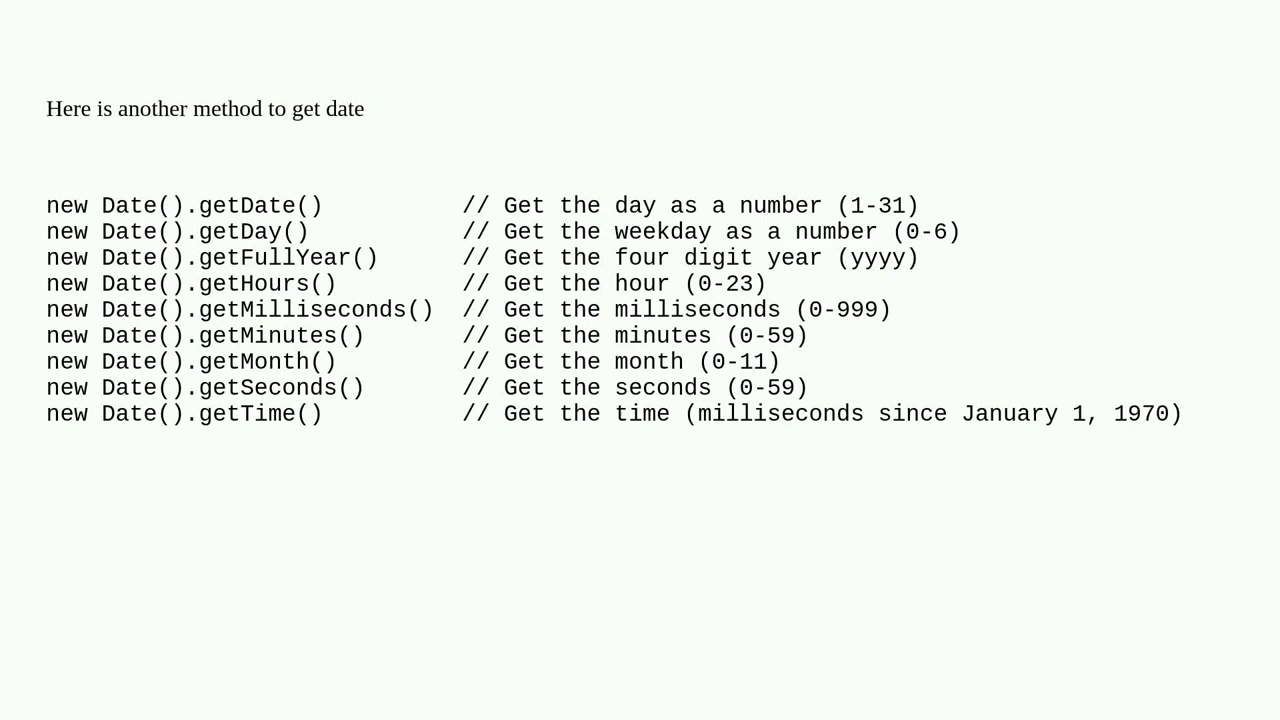 Here is another method to get date
new Date().getDate()          // Get the day as a number (1-31)
new Date().getDay()           // Get the weekday as a number (0-6)
new Date().getFullYear()      // Get the four digit year (yyyy)
new Date().getHours()         // Get the hour (0-23)
new Date().getMilliseconds()  // Get the milliseconds (0-999)
new Date().getMinutes()       // Get the minutes (0-59)
new Date().getMonth()         // Get the month (0-11)
new Date().getSeconds()       // Get the seconds (0-59)
new Date().getTime()          // Get the time (milliseconds since January 1, 1970)